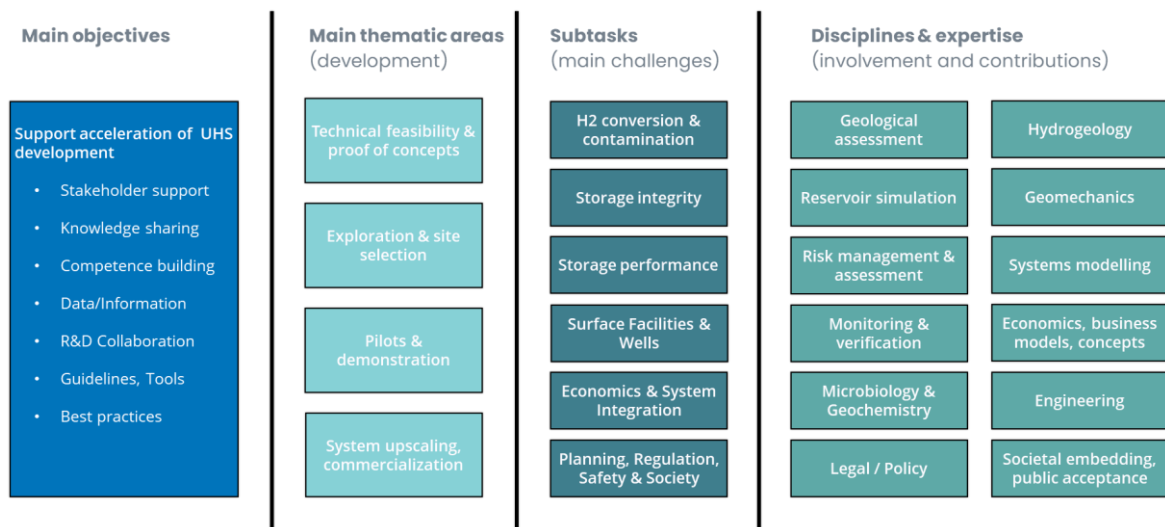 Main objectives
Support acceleration of UHS
development
• Stakeholder support
• Knowledge sharing
• Competence building
• Data/Information
• R&D Collaboration
• Guidelines, Tools
• Best practices
Main thematic areas
(development)
Technical feasibility &
proof of concepts
Exploration & site
selection
Pilots &
demonstration
System upscaling,
commercialization
Subtasks
(main challenges)
H2 conversion &
contamination
Storage integrity
Storage performance
Surface Facilities &
Wells
Economics & System
Integration
Planning, Regulation,
Safety & Society
Disciplines & expertise
(involvement and contributions)
Geological
assessment
Hydrogeology
Reservoir simulation
Geomechanics
Risk management &
assessment
Systems modelling
Monitoring &
verification
Economics, business
models, concepts
Microbiology &
Geochemistry
Engineering
Legal / Policy
Societal embedding,
public acceptance